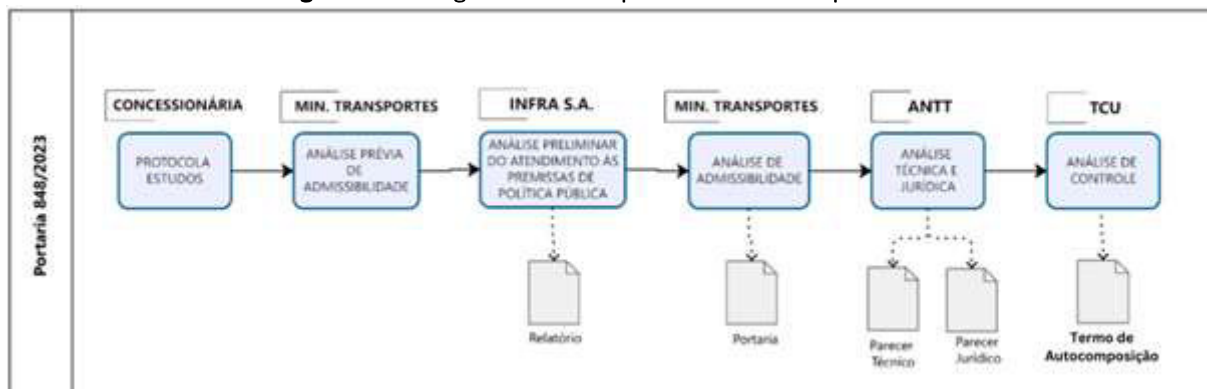 Portaria 848/2023
CONCESSIONÁRIA
PROTOCOLA
ESTUDOS
MIN. TRANSPORTES
ANÁLISE PRÉVIA
DE
ADMISSIBILIDADE
INFRA S.A.
ANÁLISE PRELIMINAR
DO ATENDIMENTO ÀS
PREMISSAS DE
POLÍTICA PÚBLICA
Relatório
MIN. TRANSPORTES
ANÁLISE DE
ADMISSIBILIDADE
Portaria
ANTT
ANÁLISE
TÉCNICA E
JURÍDICA
Parecer
Técnico
Parecer
Jurídico
TCU
ANÁLISE DE
CONTROLE
Termo de
Autocomposição